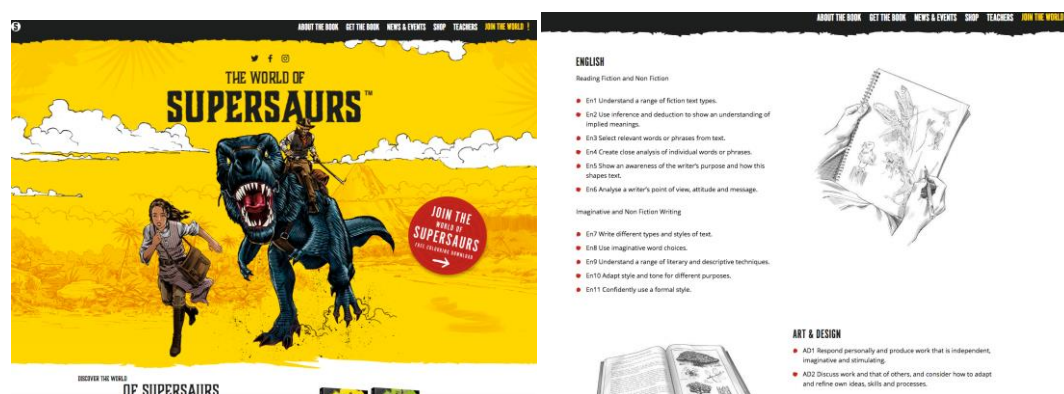 ABOUT THE BOOK GET THE BOOK NEWS & EVENTS SHOP TEACHERS JOIN THE WORLD !
THE WORLD OF
SUPERSAURS™
JOIN THE
WORLD OF
SUPERSAURS
FREE COLOURING DOWNLOAD
DISCOVER THE WORLD
OF SUPERSAURS
ABOUT THE BOOK GET THE BOOK NEWS & EVENTS SHOP TEACHERS JOIN THE WORLD
ENGLISH
Reading Fiction and Non Fiction
En1 Understand a range of fiction text types.
En2 Use inference and deduction to show an understanding of
implied meanings.
En3 Select relevant words or phrases from text.
En4 Create close analysis of individual words or phrases.
En5 Show an awareness of the writer's purpose and how this
shapes text.
En6 Analyse a writer's point of view, attitude and message.
Imaginative and Non Fiction Writing
En7 Write different types and styles of text.
En8 Use imaginative word choices.
En9 Understand a range of literary and descriptive techniques.
En10 Adapt style and tone for different purposes.
En11 Confidently use a formal style.
ART & DESIGN
AD1 Respond personally and produce work that is independent,
imaginative and stimulating.
AD2 Discuss work and that of others, and consider how to adapt
and refine own ideas, skills and processes.